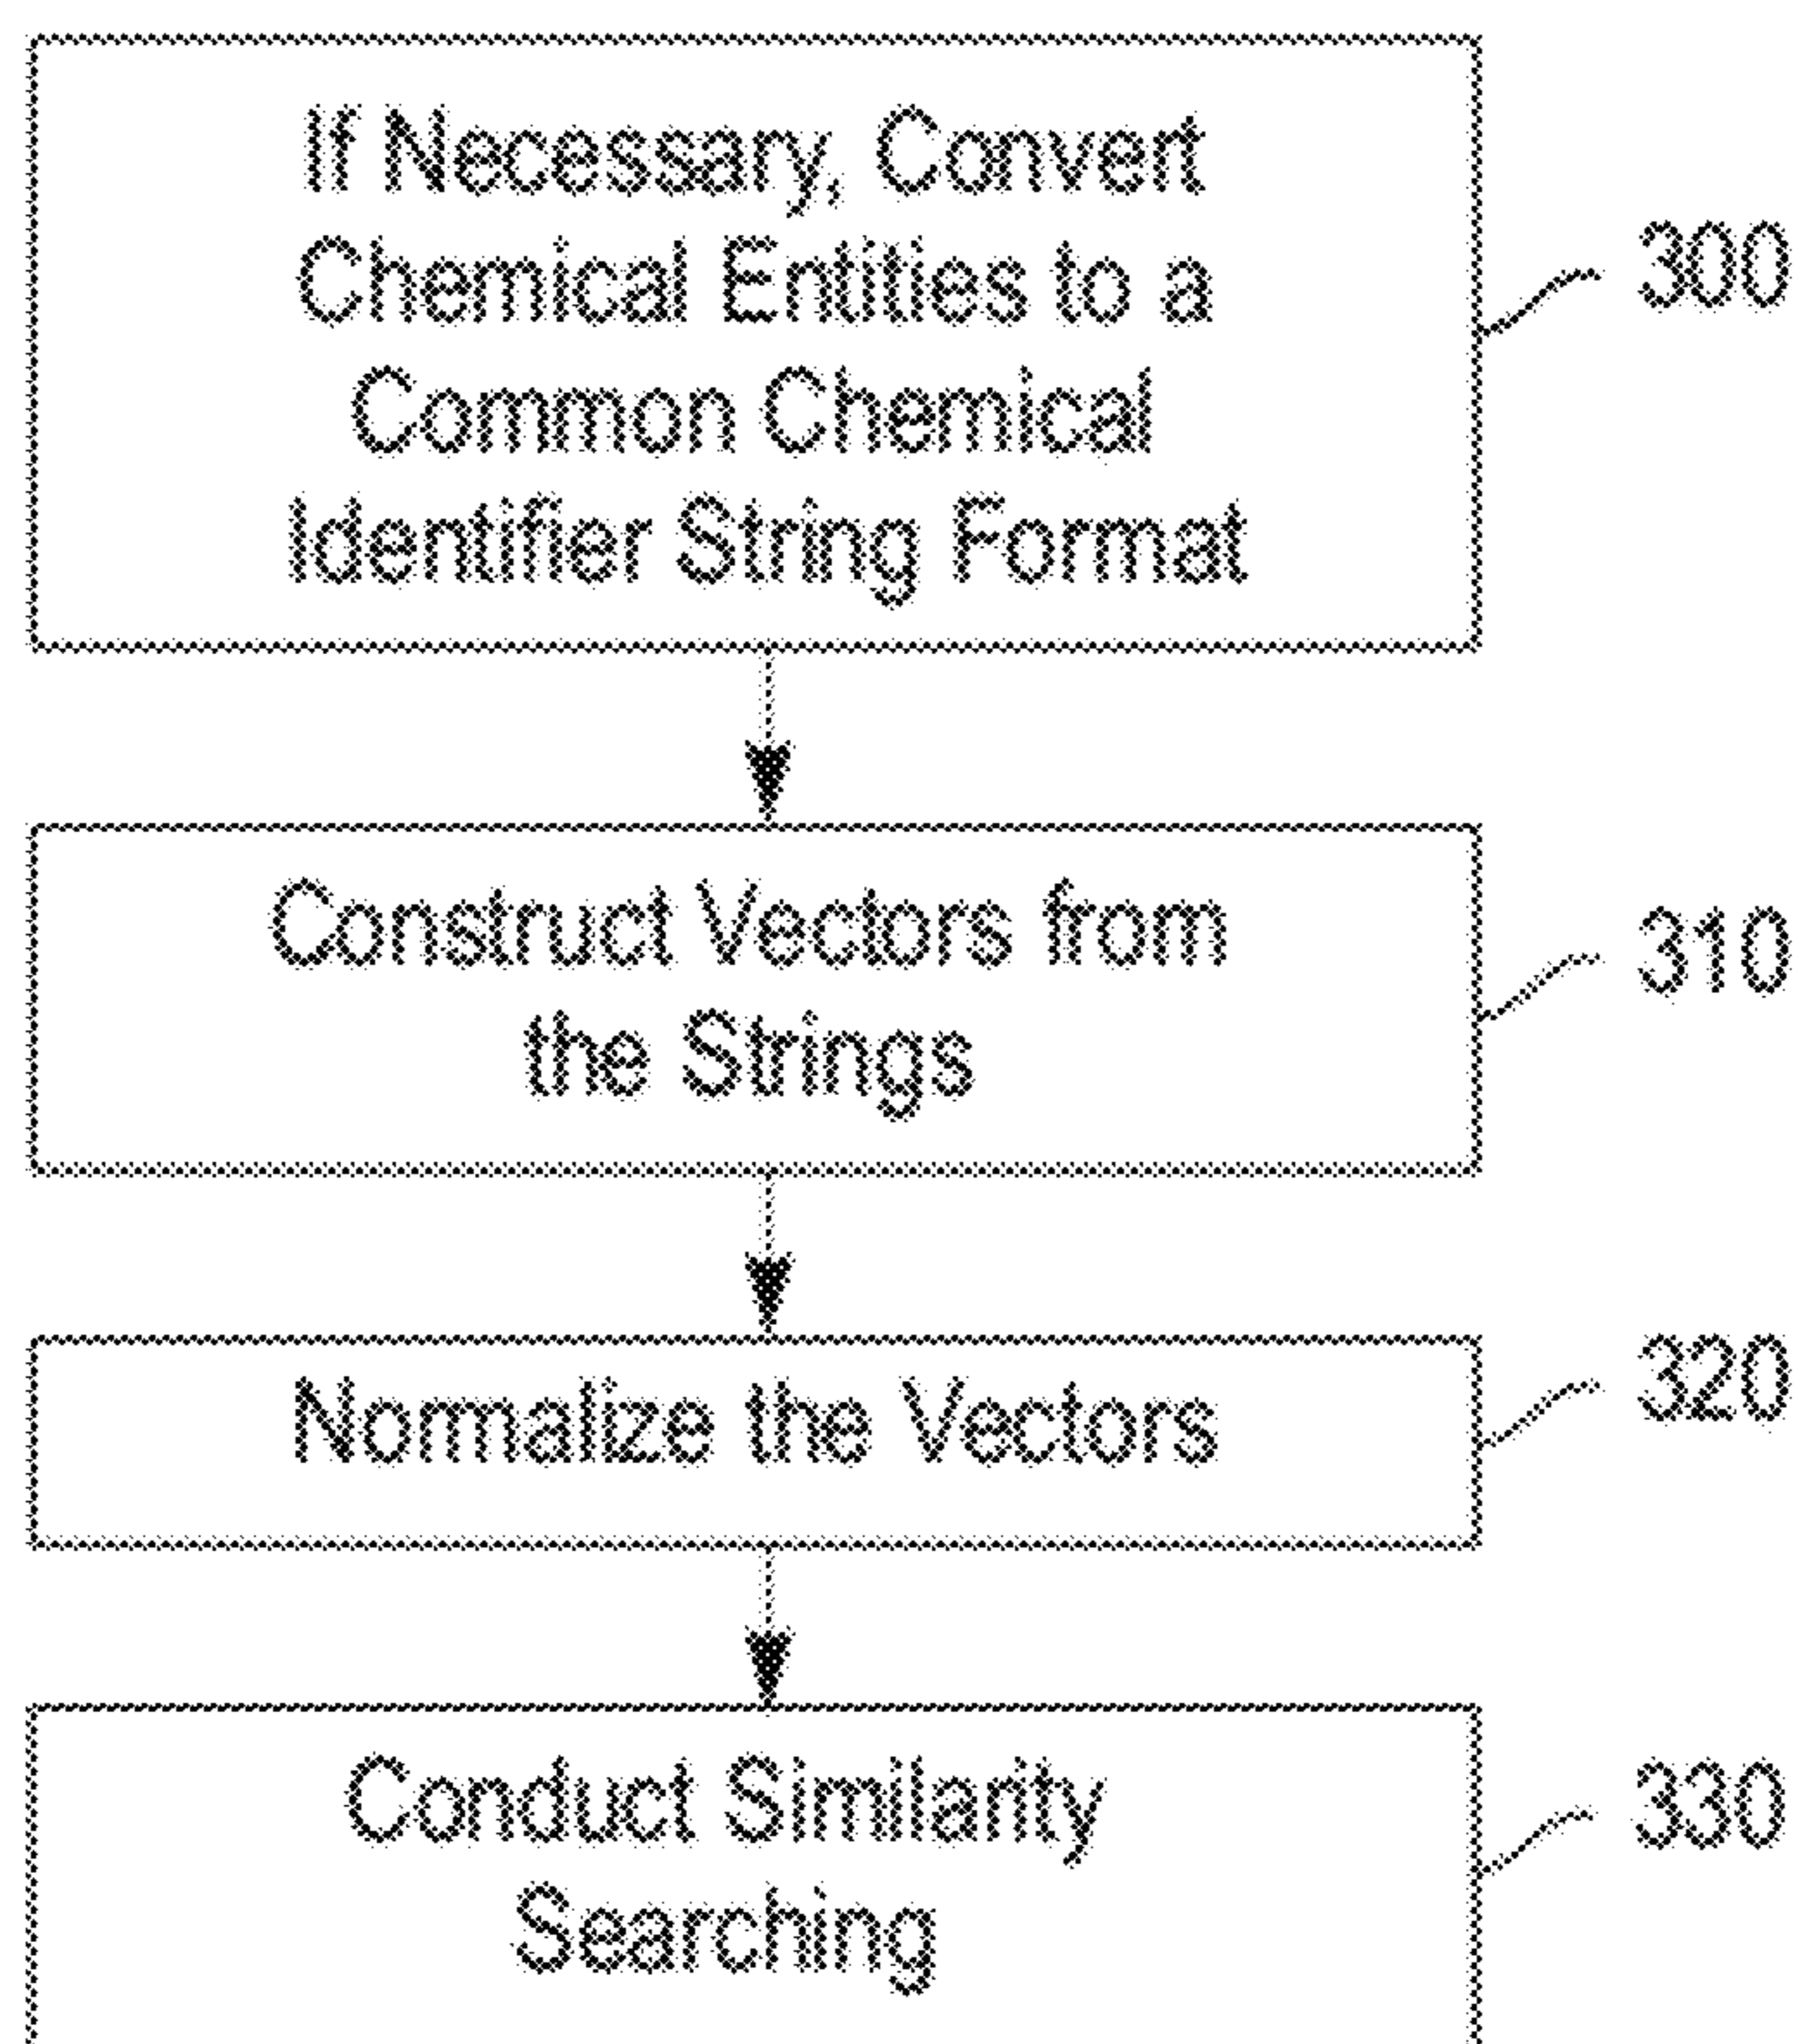 If Necessary, Convert
Chemical Entities to a
Common Chemical
Identifier String Format
300
Construct Vectors from
the Strings
310
Normalize the Vectors
320
Conduct Similarity
Searching
330